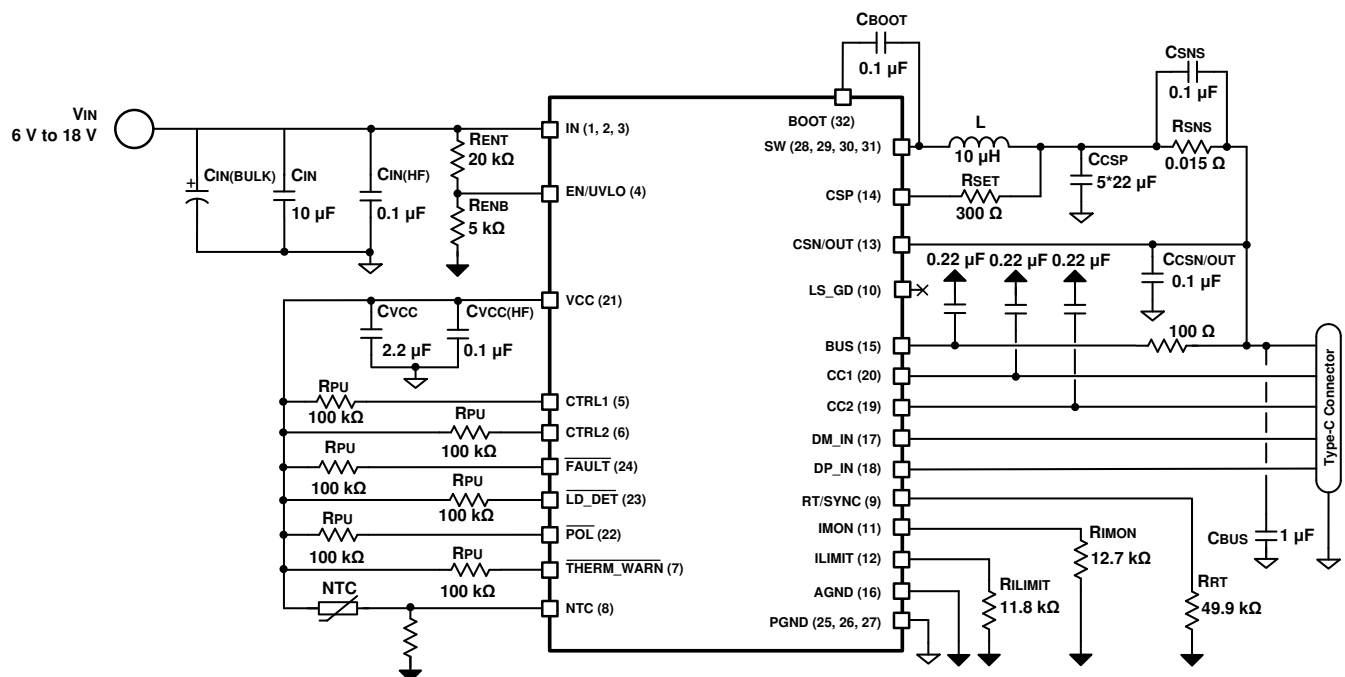 CBOOT
0.1 µF
CSNS
0.1 µF
VIN
6 V to 18 V
BOOT (32)
L
10 µH
RSNS
0.015 Ω
IN (1, 2, 3)
RENT
20 kΩ
SW (28, 29, 30, 31)
CCSP
5*22 µF
CIN(BULK)
CIN
10 µF
CIN(HF)
0.1 µF
EN/UVLO (4)
RENB
5 kΩ
CSP (14)
RSET
300 Ω
CSN/OUT (13)
0.22 µF
0.22 µF
0.22 µF
CCSN/OUT
0.1 µF
VCC (21)
LS_GD (10)
CVCC
2.2 µF
CVCC(HF)
0.1 µF
100 Ω
BUS (15)
CC1 (20)
CC2 (19)
DM_IN (17)
DP_IN (18)
RT/SYNC (9)
IMON (11)
ILIMIT (12)
AGND (16)
PGND (25, 26, 27)
Type-C Connector
RPU
100 kΩ
CTRL1 (5)
RPU
100 kΩ
CTRL2 (6)
RPU
100 kΩ
FAULT (24)
RPU
100 kΩ
LD_DET (23)
RPU
100 kΩ
POL (22)
RPU
100 kΩ
THERM_WARN (7)
NTC
NTC (8)
RILIMIT
11.8 kΩ
RIMON
12.7 kΩ
RRT
49.9 kΩ
CBUS
1 µF